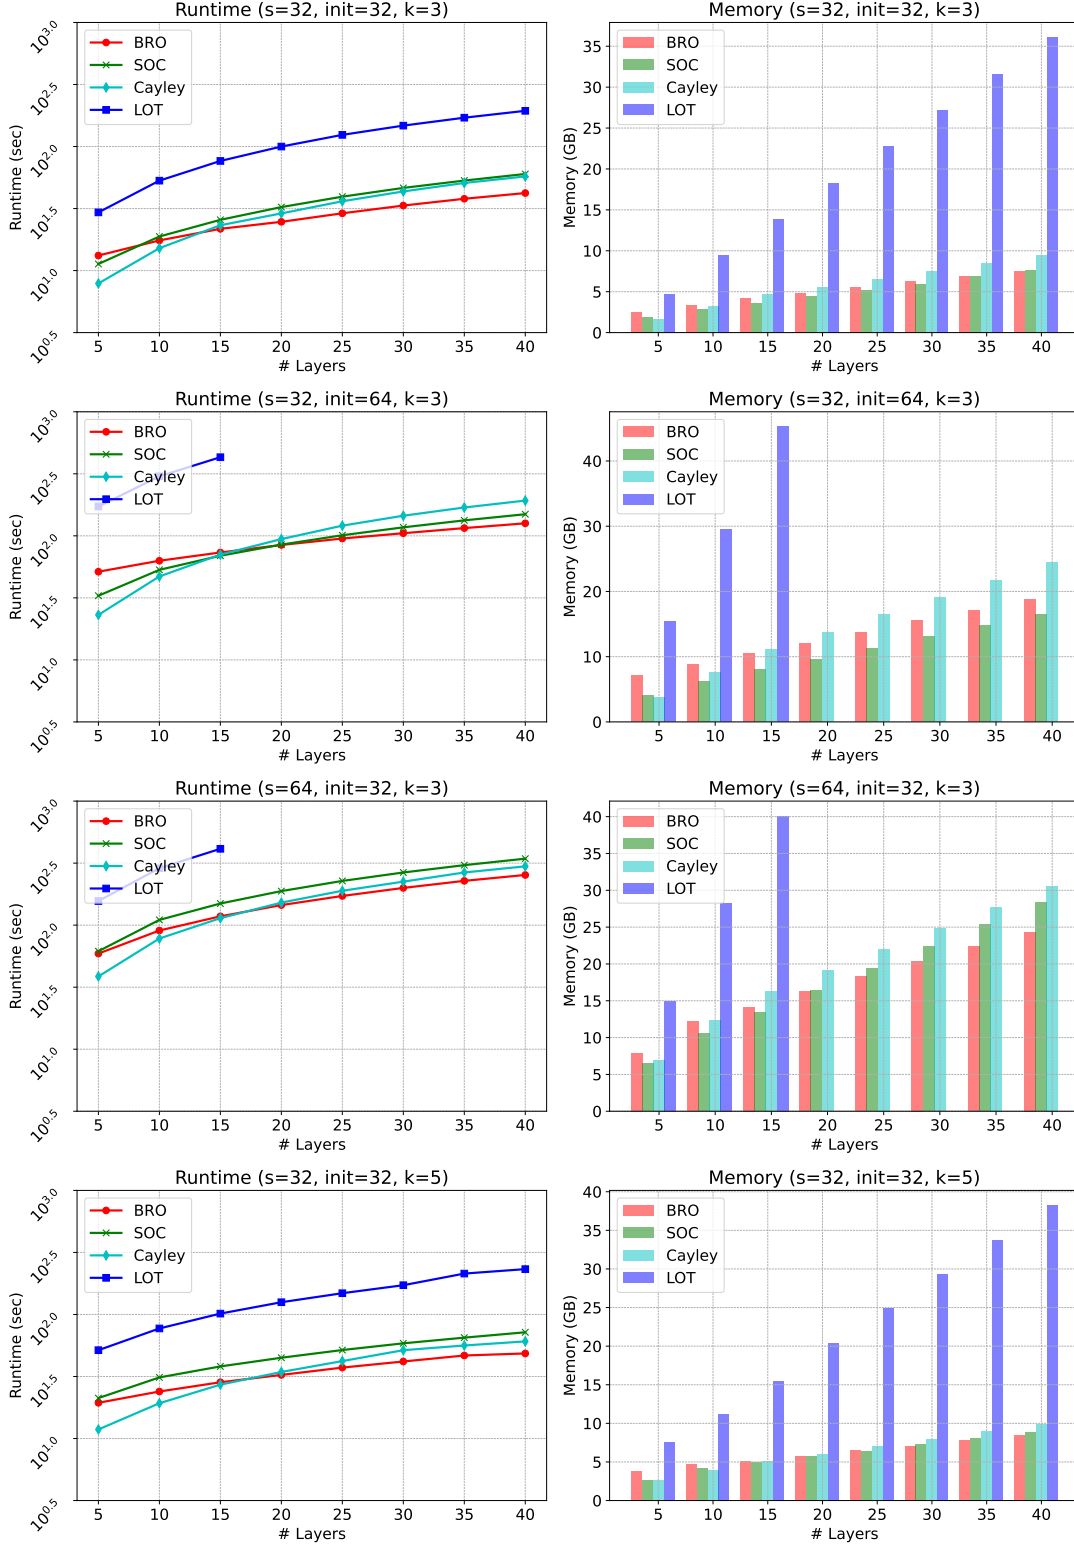 Runtime (s=32, init=32, k=3)
10^3.0
10^2.5
10^2.0
10^1.5
10^1.0
10^0.5
Runtime (sec)
BRO
SOC
Cayley
LOT
5 10 15 20 25 30 35 40
# Layers
Memory (s=32, init=32, k=3)
35
30
25
20
15
10
5
0
Memory (GB)
BRO
SOC
Cayley
LOT
5 10 15 20 25 30 35 40
# Layers
Runtime (s=32, init=64, k=3)
10^3.0
10^2.5
10^2.0
10^1.5
10^1.0
10^0.5
Runtime (sec)
BRO
SOC
Cayley
LOT
5 10 15 20 25 30 35 40
# Layers
Memory (s=32, init=64, k=3)
40
30
20
10
0
Memory (GB)
BRO
SOC
Cayley
LOT
5 10 15 20 25 30 35 40
# Layers
Runtime (s=64, init=32, k=3)
10^3.0
10^2.5
10^2.0
10^1.5
10^1.0
10^0.5
Runtime (sec)
BRO
SOC
Cayley
LOT
5 10 15 20 25 30 35 40
# Layers
Memory (s=64, init=32, k=3)
40
35
30
25
20
15
10
5
0
Memory (GB)
BRO
SOC
Cayley
LOT
5 10 15 20 25 30 35 40
# Layers
Runtime (s=32, init=32, k=5)
10^3.0
10^2.5
10^2.0
10^1.5
10^1.0
10^0.5
Runtime (sec)
BRO
SOC
Cayley
LOT
5 10 15 20 25 30 35 40
# Layers
Memory (s=32, init=32, k=5)
40
35
30
25
20
15
10
5
0
Memory (GB)
BRO
SOC
Cayley
LOT
5 10 15 20 25 30 35 40
# Layers